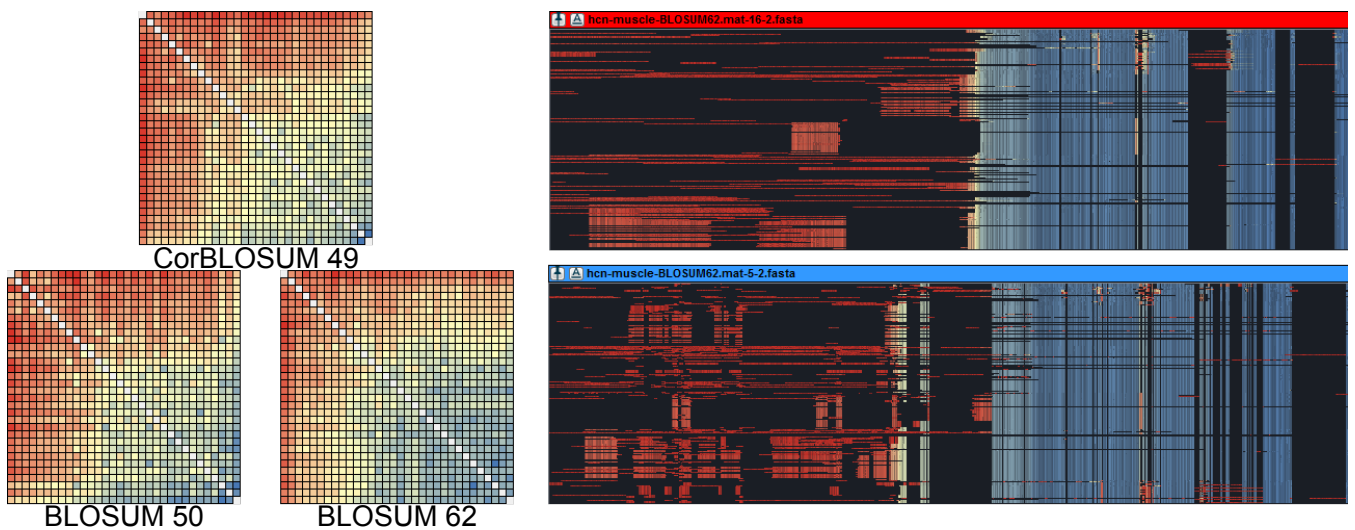 CorBLOSUM 49
BLOSUM 50
BLOSUM 62
A hcn-muscle-BLOSUM62.mat-16-2.fasta
A hcn-muscle-BLOSUM62.mat-5-2.fasta